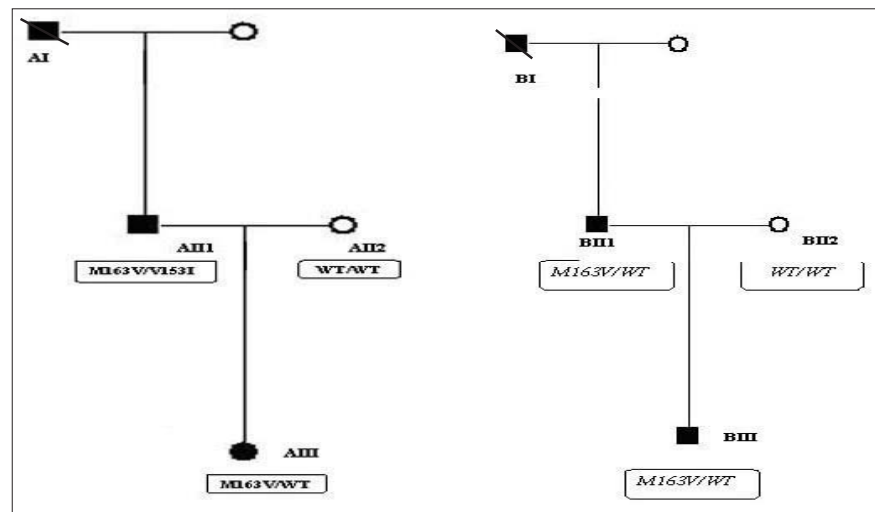 AI
BI
AII1
AII2
M163V/V153I
WT/WT
BII1
BII2
M163V/WT
WT/WT
AIII
M163V/WT
BIII
M163V/WT